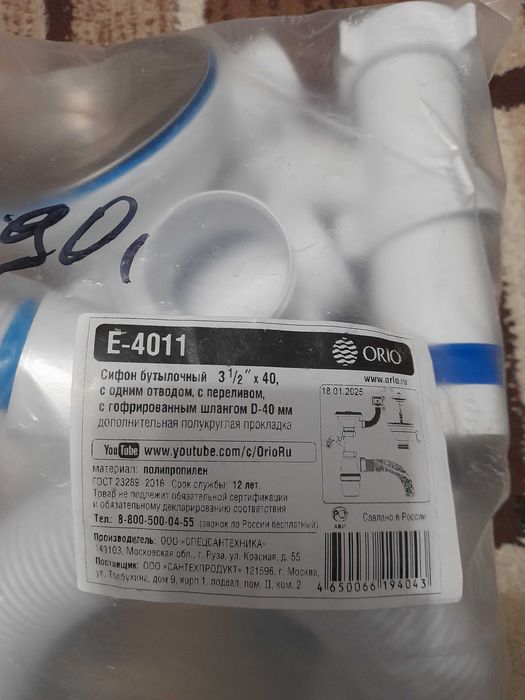 90,
E-4011
ORIO
www.orio.ru
Сифон бутылочный 3 1/2" x 40,
с одним отводом, с переливом,
с гофрированным шлангом D-40 мм
дополнительная полукруглая прокладка
18.01.2025
YouTube www.youtube.com/c/OrioRu
материал: полипропилен
ГОСТ 23289-2016 Срок службы: 12 лет.
Товар не подлежит обязательной сертификации
и обязательному декларированию соответствия
Тел.: 8-800-500-04-55 (звонок по России бесплатный)
Сделано в России
Производитель: ООО «СПЕЦСАНТЕХНИКА»
143103, Московская обл., г. Руза, ул. Красная, д. 55
Поставщик: ООО «САНТЕХПРОДУКТ» 121596, г. Москва,
ул. Толбухина, дом 9, корп 1, подвал, пом. II, ком. 2
4 650066 194043